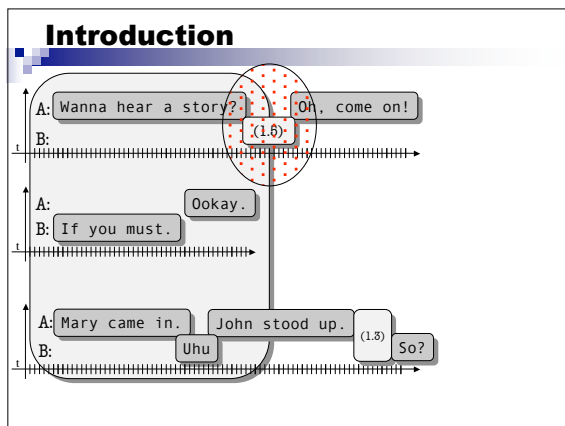 Introduction
A: Wanna hear a story? Oh, come on!
B: (1.5)
t
A: Ookay.
B: If you must.
t
A: Mary came in. John stood up. (1.3)
B: Uhu So?
t